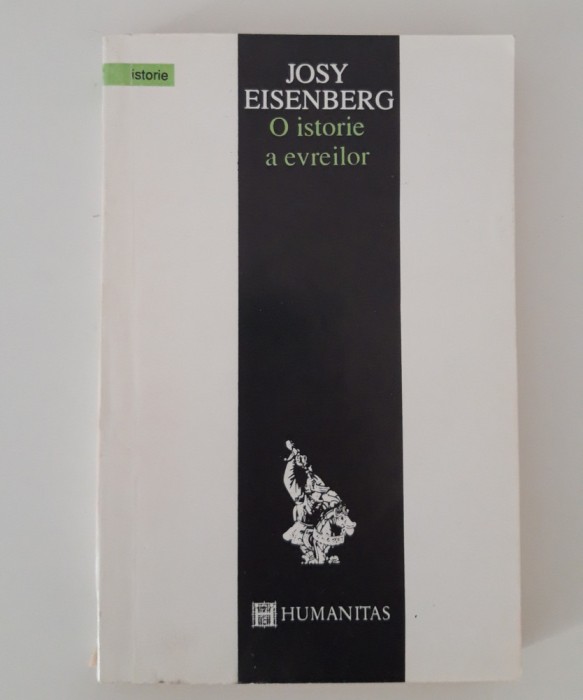 istorie
JOSY
EISENBERG
O istorie
a evreilor
HUMANITAS